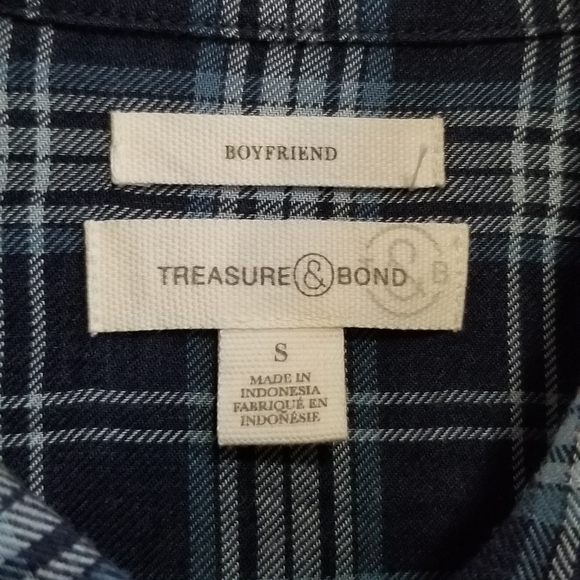 BOYFRIEND
TREASURE & BOND
T & B
S
MADE IN
INDONESIA
FABRIQUÉ EN
INDONÉSIE